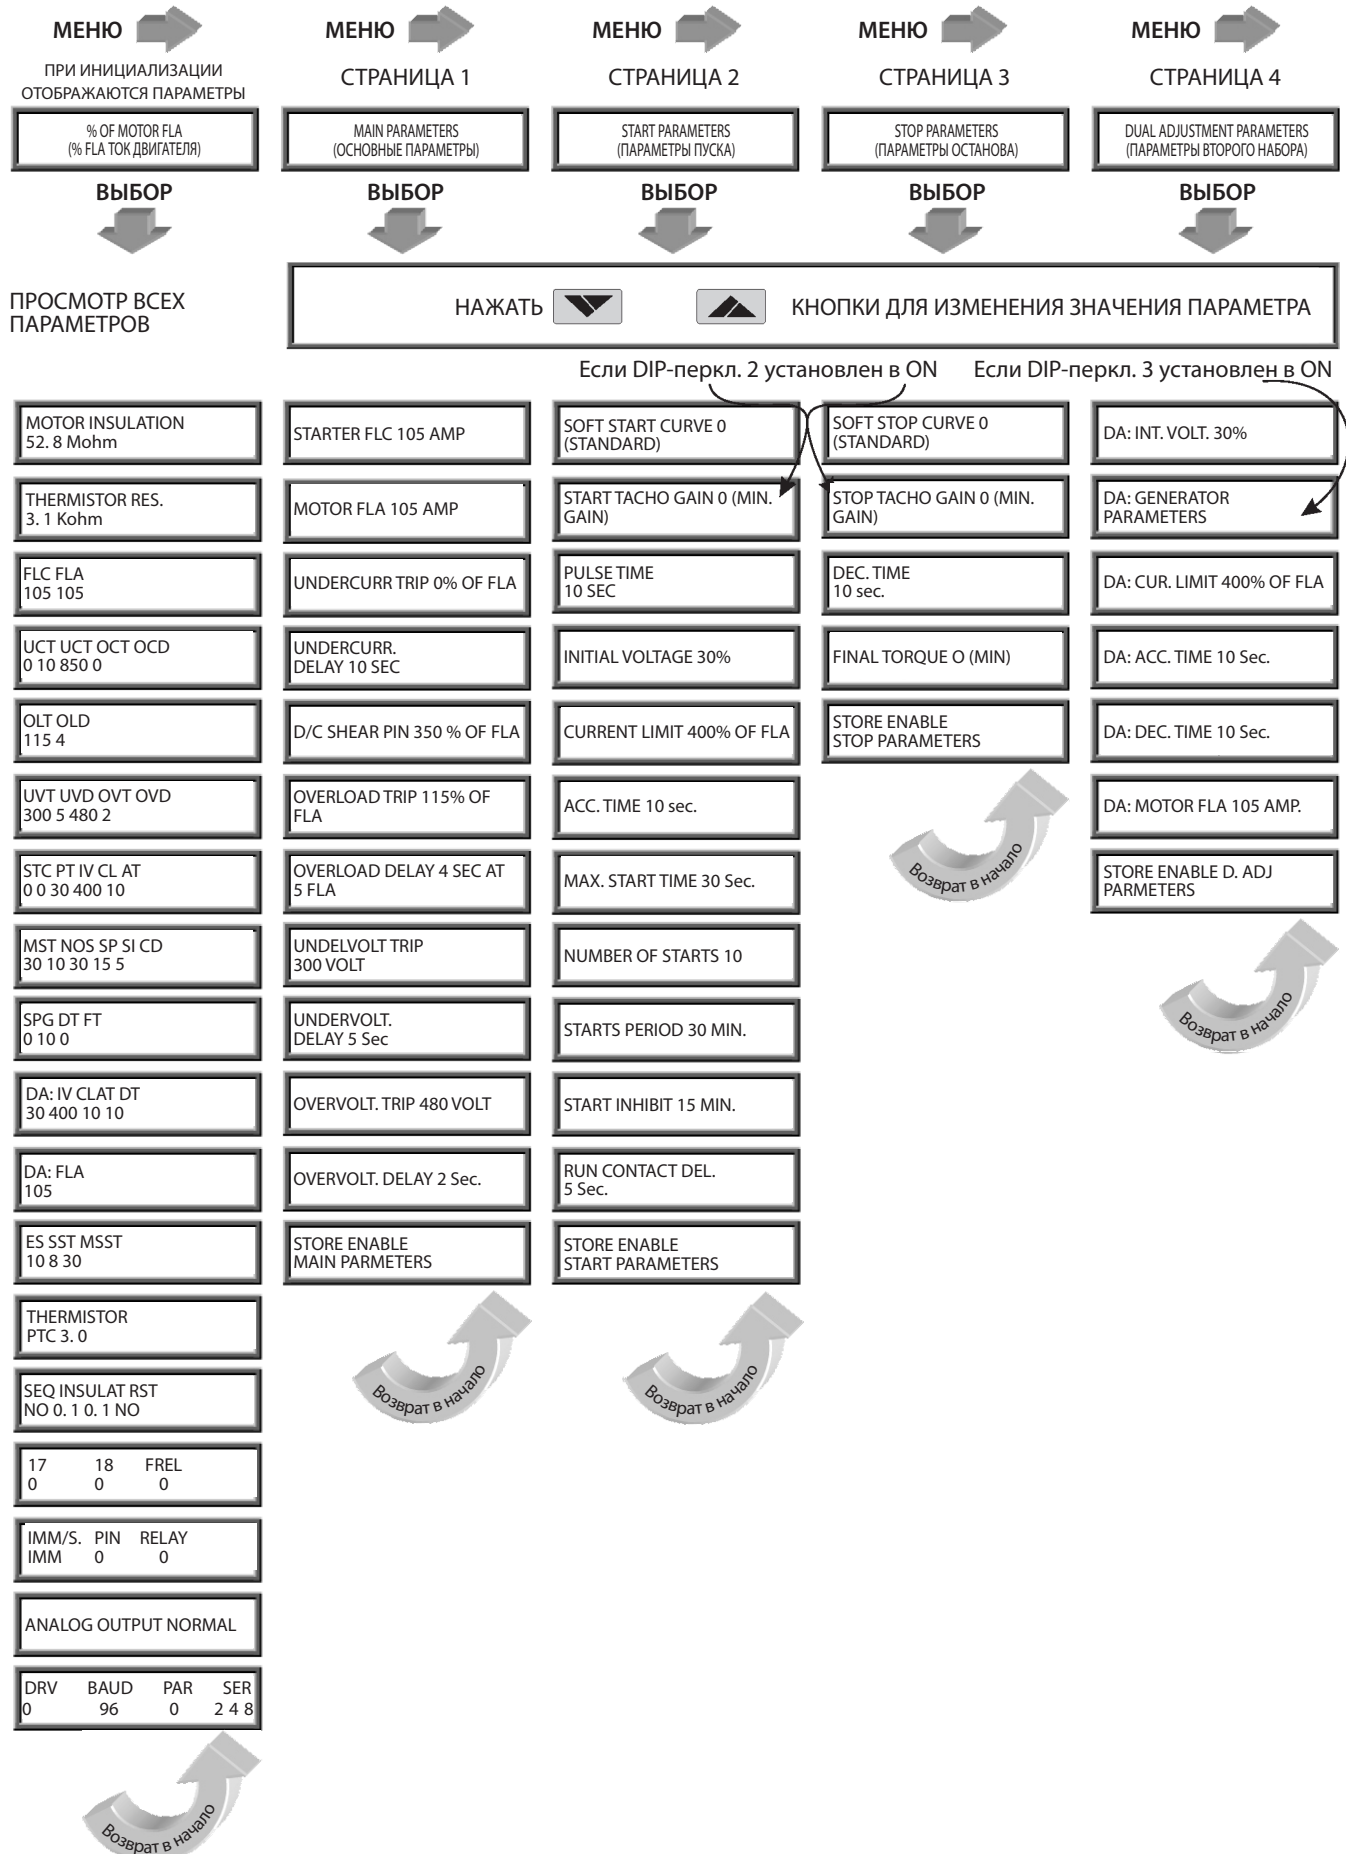 МЕНЮ
ПРИ ИНИЦИАЛИЗАЦИИ
ОТОБРАЖАЮТСЯ ПАРАМЕТРЫ
% OF MOTOR FLA
(% FLA ТОК ДВИГАТЕЛЯ)
ВЫБОР
МЕНЮ
СТРАНИЦА 1
MAIN PARAMETERS
(ОСНОВНЫЕ ПАРАМЕТРЫ)
ВЫБОР
МЕНЮ
СТРАНИЦА 2
START PARAMETERS
(ПАРАМЕТРЫ ПУСКА)
ВЫБОР
МЕНЮ
СТРАНИЦА 3
STOP PARAMETERS
(ПАРАМЕТРЫ ОСТАНОВА)
ВЫБОР
МЕНЮ
СТРАНИЦА 4
DUAL ADJUSTMENT PARAMETERS
(ПАРАМЕТРЫ ВТОРОГО НАБОРА)
ВЫБОР
ПРОСМОТР ВСЕХ
ПАРАМЕТРОВ
НАЖАТЬ КНОПКИ ДЛЯ ИЗМЕНЕНИЯ ЗНАЧЕНИЯ ПАРАМЕТРА
Если DIP-перкл. 2 установлен в ON
Если DIP-перкл. 3 установлен в ON
MOTOR INSULATION
52. 8 Mohm
THERMISTOR RES.
3. 1 Kohm
FLC FLA
105 105
UCT UCT OCT OCD
0 10 850 0
OLT OLD
115 4
UVT UVD OVT OVD
300 5 480 2
STC PT IV CL AT
0 0 30 400 10
MST NOS SP SI CD
30 10 30 15 5
SPG DT FT
0 10 0
DA: IV CLAT DT
30 400 10 10
DA: FLA
105
ES SST MSST
10 8 30
THERMISTOR
PTC 3. 0
SEQ INSULAT RST
NO 0. 1 0. 1 NO
17 18 FREL
0 0 0
IMM/S. PIN RELAY
IMM 0 0
ANALOG OUTPUT NORMAL
DRV BAUD PAR SER
0 96 0 2 4 8
Возврат в начало
STARTER FLC 105 AMP
MOTOR FLA 105 AMP
UNDERCURR TRIP 0% OF FLA
UNDERCURR.
DELAY 10 SEC
D/C SHEAR PIN 350 % OF FLA
OVERLOAD TRIP 115% OF
FLA
OVERLOAD DELAY 4 SEC AT
5 FLA
UNDELVOLT TRIP
300 VOLT
UNDERVOLT.
DELAY 5 Sec
OVERVOLT. TRIP 480 VOLT
OVERVOLT. DELAY 2 Sec.
STORE ENABLE
MAIN PARMETERS
Возврат в начало
SOFT START CURVE 0
(STANDARD)
START TACHO GAIN 0 (MIN.
GAIN)
PULSE TIME
10 SEC
INITIAL VOLTAGE 30%
CURRENT LIMIT 400% OF FLA
ACC. TIME 10 sec.
MAX. START TIME 30 Sec.
NUMBER OF STARTS 10
STARTS PERIOD 30 MIN.
START INHIBIT 15 MIN.
RUN CONTACT DEL.
5 Sec.
STORE ENABLE
START PARAMETERS
Возврат в начало
SOFT STOP CURVE 0
(STANDARD)
STOP TACHO GAIN 0 (MIN.
GAIN)
DEC. TIME
10 sec.
FINAL TORQUE O (MIN)
STORE ENABLE
STOP PARAMETERS
Возврат в начало
DA: INT. VOLT. 30%
DA: GENERATOR
PARAMETERS
DA: CUR. LIMIT 400% OF FLA
DA: ACC. TIME 10 Sec.
DA: DEC. TIME 10 Sec.
DA: MOTOR FLA 105 AMP.
STORE ENABLE D. ADJ
PARMETERS
Возврат в начало